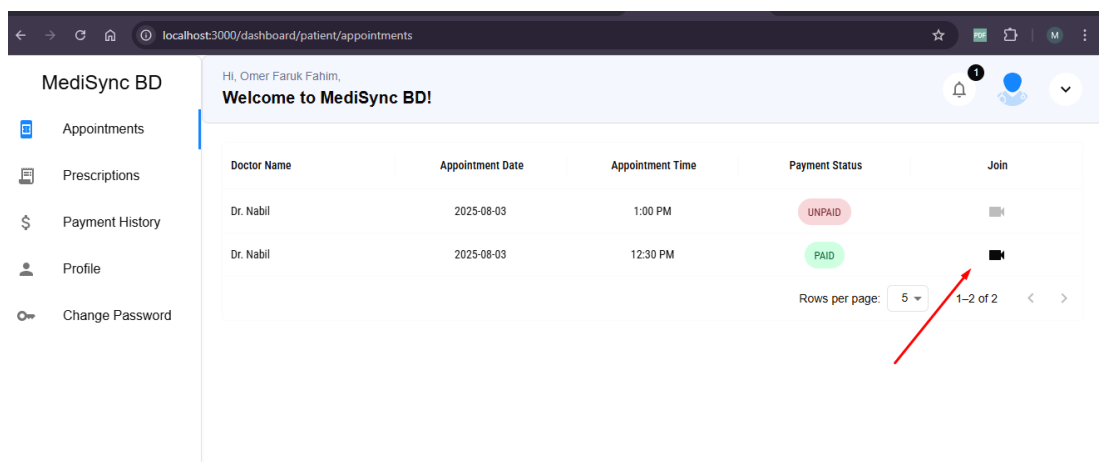 localhost:3000/dashboard/patient/appointments
PDF
M
MediSync BD
Hi, Omer Faruk Fahim,
Welcome to MediSync BD!
1
Appointments
Prescriptions
Payment History
Profile
Change Password
Doctor Name Appointment Date Appointment Time Payment Status Join
Dr. Nabil 2025-08-03 1:00 PM UNPAID
Dr. Nabil 2025-08-03 12:30 PM PAID
Rows per page: 5 1–2 of 2